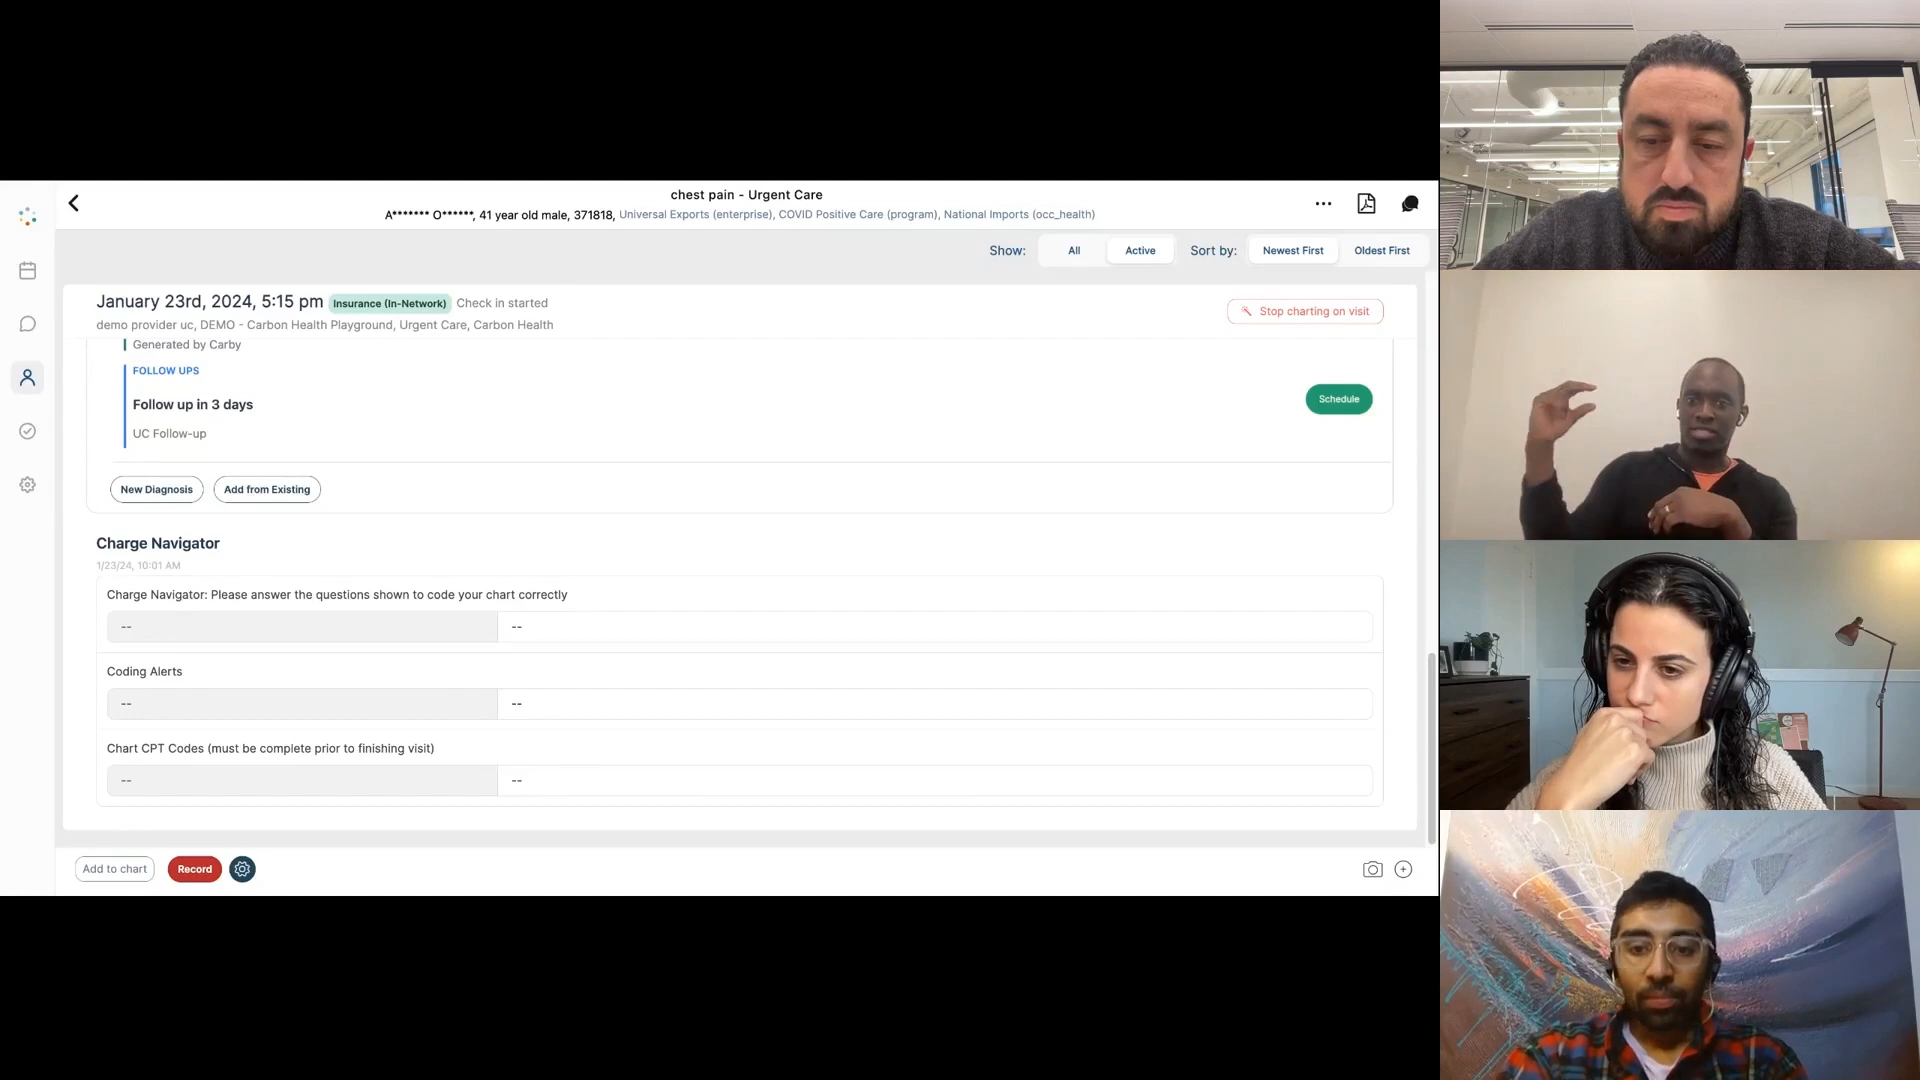 chest pain - Urgent Care
A******* O******, 41 year old male, 371818, Universal Exports (enterprise), COVID Positive Care (program), National Imports (occ_health)
Show: All Active Sort by: Newest First Oldest First
January 23rd, 2024, 5:15 pm Insurance (In-Network) Check in started
Stop charting on visit
demo provider uc, DEMO - Carbon Health Playground, Urgent Care, Carbon Health
Generated by Carby
FOLLOW UPS
Follow up in 3 days
Schedule
UC Follow-up
New Diagnosis Add from Existing
Charge Navigator
1/23/24, 10:01 AM
Charge Navigator: Please answer the questions shown to code your chart correctly
-- --
Coding Alerts
-- --
Chart CPT Codes (must be complete prior to finishing visit)
-- --
Add to chart Record